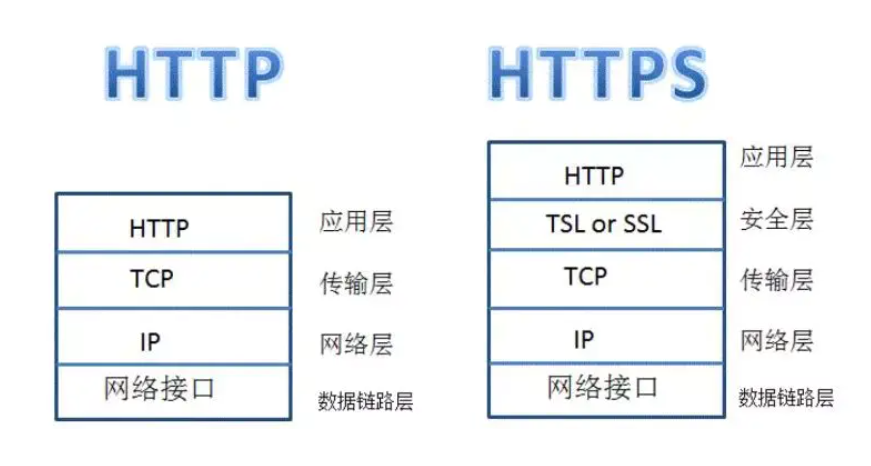 HTTP
HTTP 应用层
TCP 传输层
IP 网络层
网络接口 数据链路层
HTTPS
HTTP 应用层
TSL or SSL 安全层
TCP 传输层
IP 网络层
网络接口 数据链路层